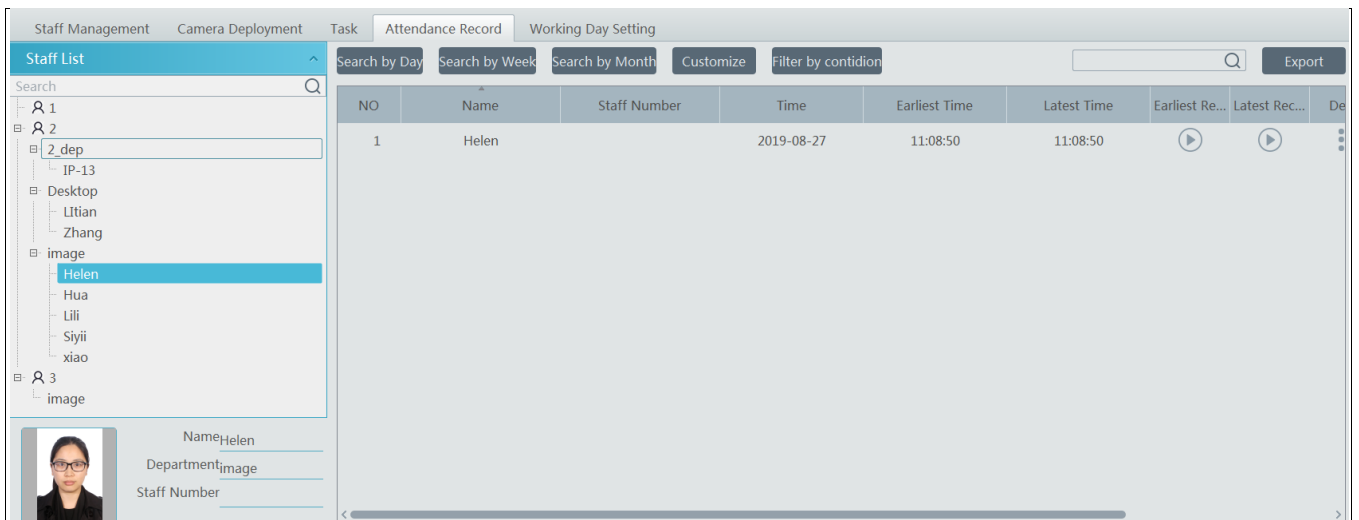 Staff Management Camera Deployment Task Attendance Record Working Day Setting
Staff List
Search by Day Search by Week Search by Month Customize Filter by contidion Export
Search
NO Name Staff Number Time Earliest Time Latest Time Earliest Re... Latest Rec... De
1 Helen 2019-08-27 11:08:50 11:08:50
1
2
2_dep
IP-13
Desktop
LItian
Zhang
image
Helen
Hua
Lili
Siyii
xiao
3
image
Name Helen
Department image
Staff Number